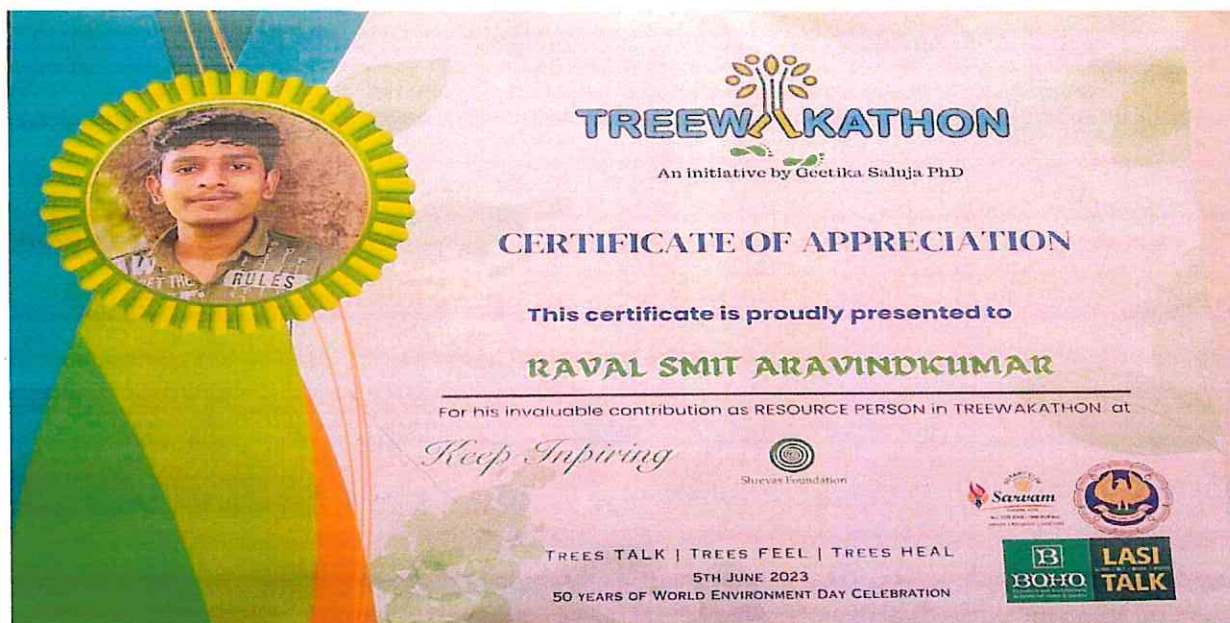 TREEWAKATHON
An initiative by Geetika Saluja PhD
CERTIFICATE OF APPRECIATION
This certificate is proudly presented to
RAVAL SMIT ARAVINDKUMAR
For his invaluable contribution as RESOURCE PERSON in TREEWAKATHON at
Keep Inpiring
Shreyas Foundation
Sarvam
TREES TALK | TREES FEEL | TREES HEAL
5TH JUNE 2023
50 YEARS OF WORLD ENVIRONMENT DAY CELEBRATION
B
BOHO
LASI
TALK
RULES